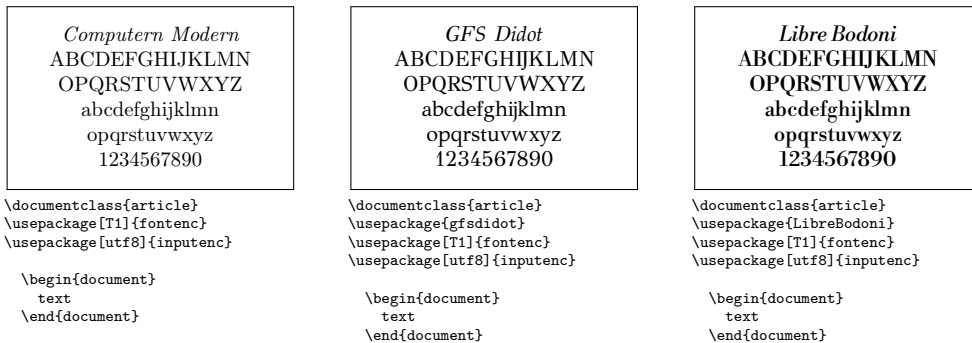 Computern Modern
ABCDEFGHIJKLMN
OPQRSTUVWXYZ
abcdefghijklmn
opqrstuvwxyz
1234567890
\documentclass{article}
\usepackage[T1]{fontenc}
\usepackage[utf8]{inputenc}
\begin{document}
text
\end{document}
GFS Didot
ABCDEFGHIJKLMN
OPQRSTUVWXYZ
abcdefghijklmn
opqrstuvwxyz
1234567890
\documentclass{article}
\usepackage{gfsdidot}
\usepackage[T1]{fontenc}
\usepackage[utf8]{inputenc}
\begin{document}
text
\end{document}
Libre Bodoni
ABCDEFGHIJKLMN
OPQRSTUVWXYZ
abcdefghijklmn
opqrstuvwxyz
1234567890
\documentclass{article}
\usepackage{LibreBodoni}
\usepackage[T1]{fontenc}
\usepackage[utf8]{inputenc}
\begin{document}
text
\end{document}